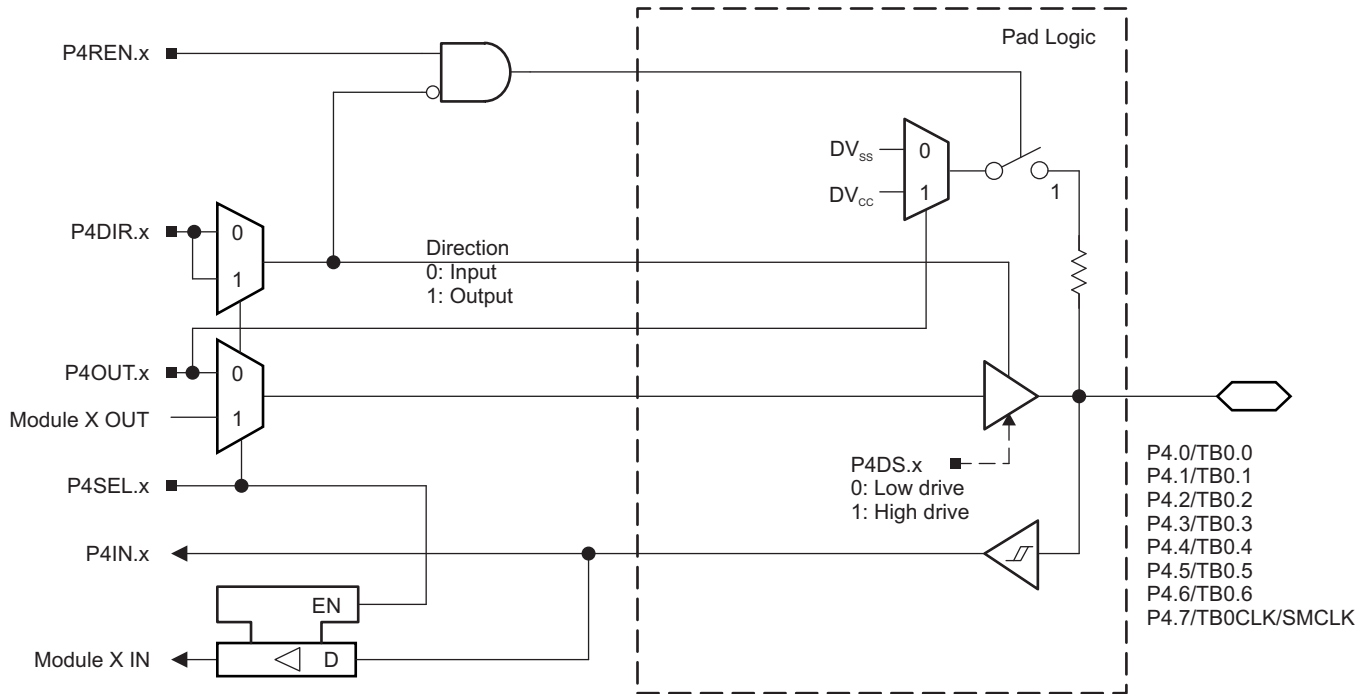 Pad Logic
P4REN.x
DVSS
0
DVCC
1
1
P4DIR.x
0
1
Direction
0: Input
1: Output
P4OUT.x
0
Module X OUT
1
P4DS.x
0: Low drive
1: High drive
P4SEL.x
P4IN.x
EN
D
Module X IN
P4.0/TB0.0
P4.1/TB0.1
P4.2/TB0.2
P4.3/TB0.3
P4.4/TB0.4
P4.5/TB0.5
P4.6/TB0.6
P4.7/TB0CLK/SMCLK